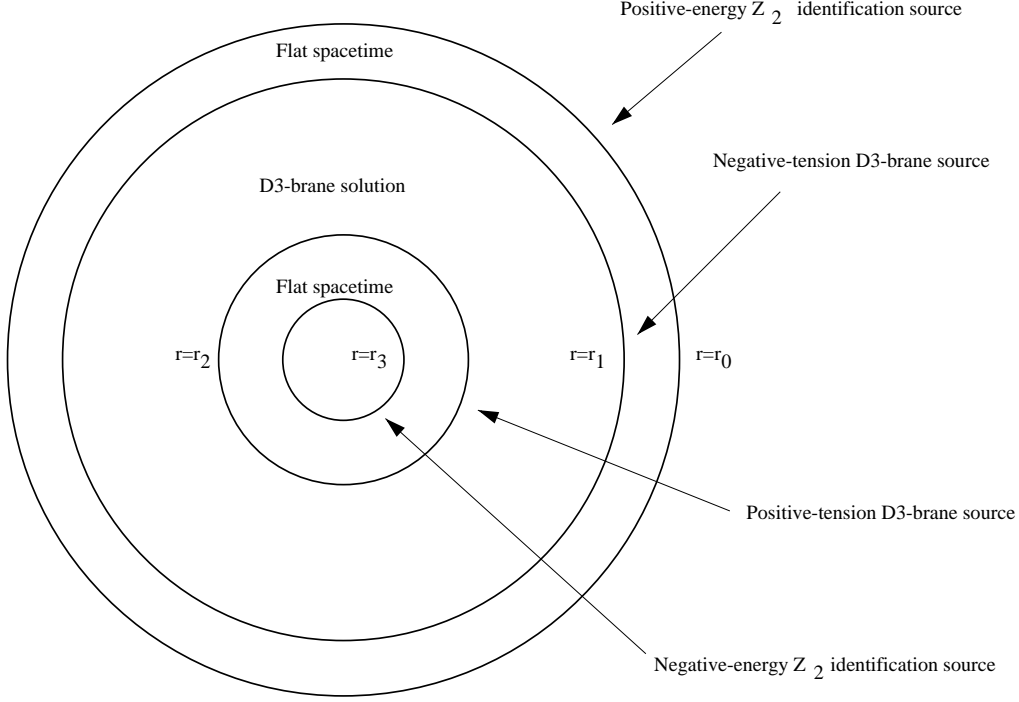 Positive-energy Z 2 identification source
Flat spacetime
Negative-tension D3-brane source
D3-brane solution
Flat spacetime
r=r2 r=r3 r=r1 r=r0
Positive-tension D3-brane source
Negative-energy Z 2 identification source